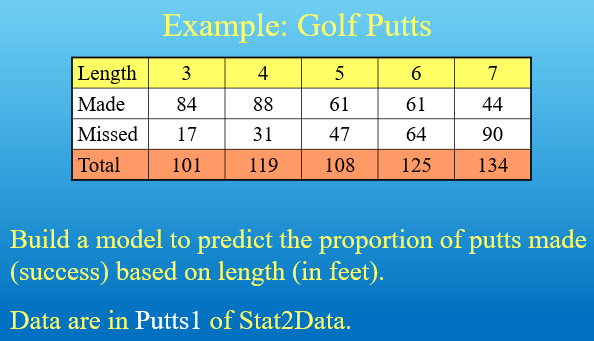 Example: Golf Putts
Length 3 4 5 6 7
Made 84 88 61 61 44
Missed 17 31 47 64 90
Total 101 119 108 125 134
Build a model to predict the proportion of putts made
(success) based on length (in feet).
Data are in Putts1 of Stat2Data.